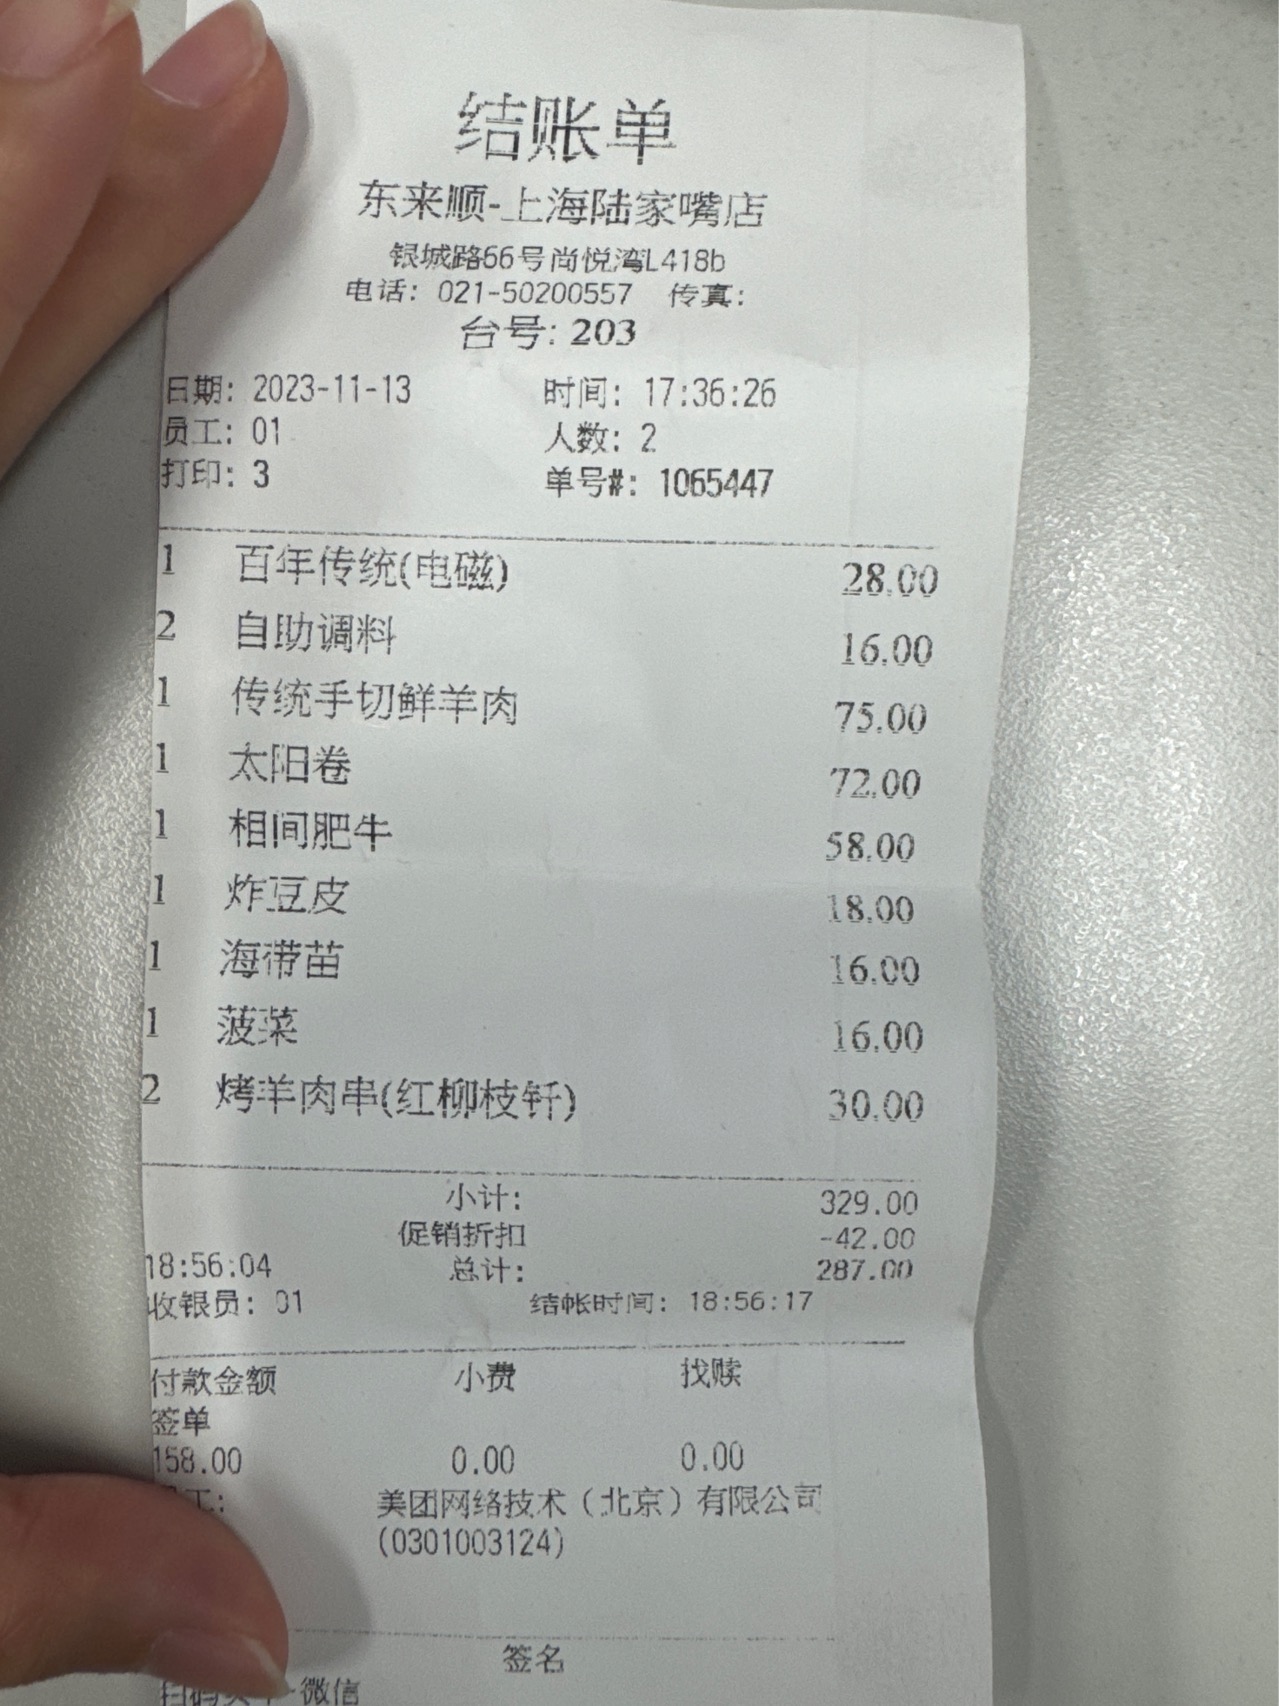 结账单
东来顺-上海陆家嘴店
银城路66号尚悦湾L418b
电话: 021-50200557 传真:
台号: 203
日期: 2023-11-13 时间: 17:36:26
员工: 01 人数: 2
打印: 3 单号#: 1065447
1 百年传统(电磁) 28.00
2 自助调料 16.00
1 传统手切鲜羊肉 75.00
1 太阳卷 72.00
1 相间肥牛 58.00
1 炸豆皮 18.00
1 海带苗 16.00
1 菠菜 16.00
2 烤羊肉串(红柳枝钎) 30.00
小计: 329.00
促销折扣 -42.00
18:56:04 总计: 287.00
收银员: 01 结帐时间: 18:56:17
付款金额 小费 找赎
签单
158.00 0.00 0.00
工: 美团网络技术（北京）有限公司
(0301003124)
签名
扫码 - 微信